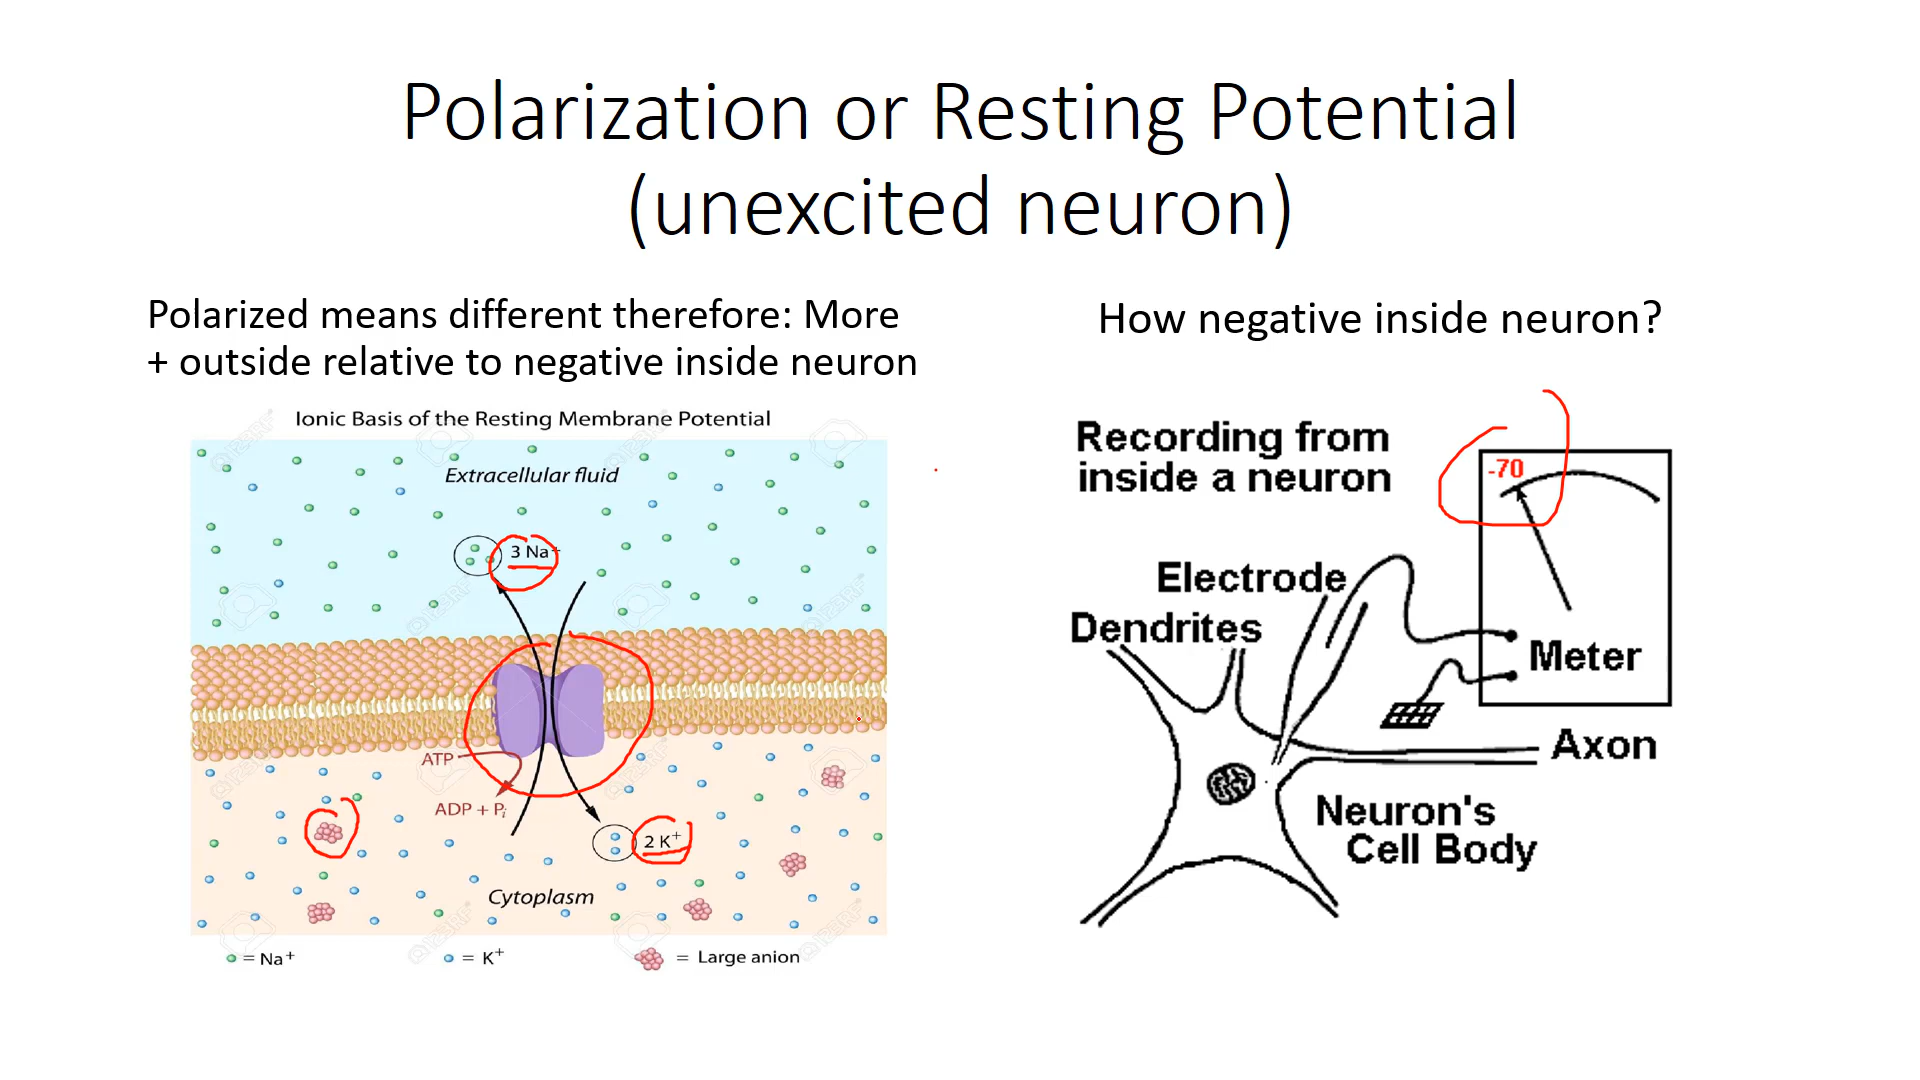 Polarization or Resting Potential
(unexcited neuron)
Polarized means different therefore: More
+ outside relative to negative inside neuron
Ionic Basis of the Resting Membrane Potential
Extracellular fluid
3 Na+
ATP
ADP + Pi
2 K+
Cytoplasm
= Na+
= K+
= Large anion
How negative inside neuron?
Recording from
inside a neuron
-70
Electrode
Dendrites
Meter
Axon
Neuron's
Cell Body
123RF